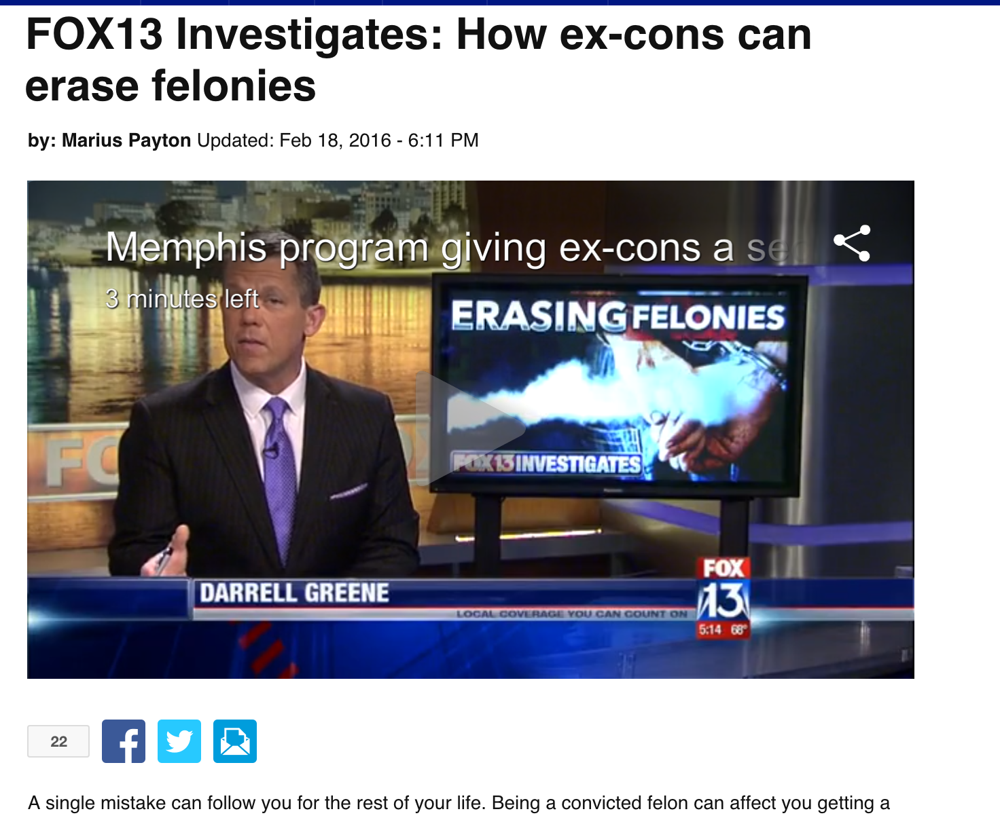 FOX13 Investigates: How ex-cons can
erase felonies
by: Marius Payton Updated: Feb 18, 2016 - 6:11 PM
Memphis program giving ex-cons a se
3 minutes left
ERASING FELONIES
FOX13 INVESTIGATES
FO
DARRELL GREENE
LOCAL COVERAGE YOU CAN COUNT ON
FOX
13
5:14 68°
22
A single mistake can follow you for the rest of your life. Being a convicted felon can affect you getting a